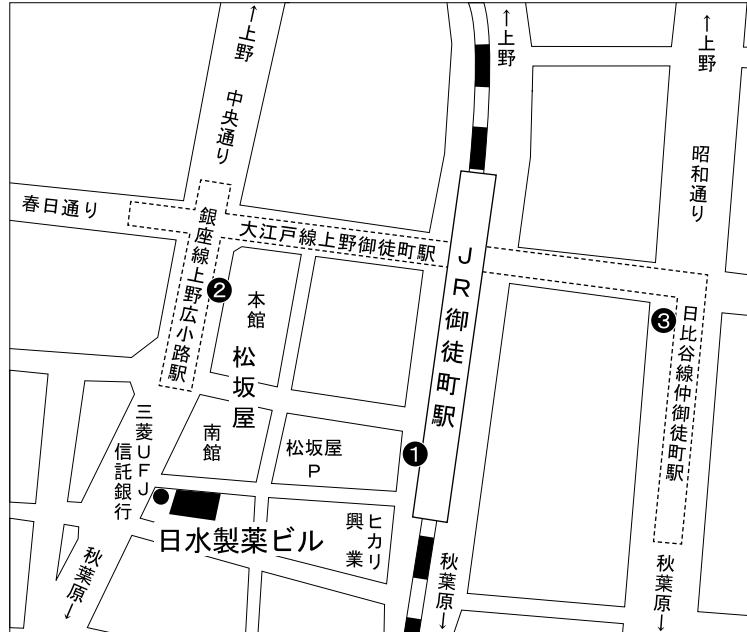 ←上野
中央通り
←上野
←上野
昭和通り
春日通り
銀座線上野広小路駅
大江戸線上野御徒町駅
JR御徒町駅
❷
本館
松坂屋
南館
❸
日比谷線仲御徒町駅
三菱UFJ
信託銀行
松坂屋
P
❶
日水製薬ビル
ヒカリ
興業
秋葉原→
秋葉原→
秋葉原→